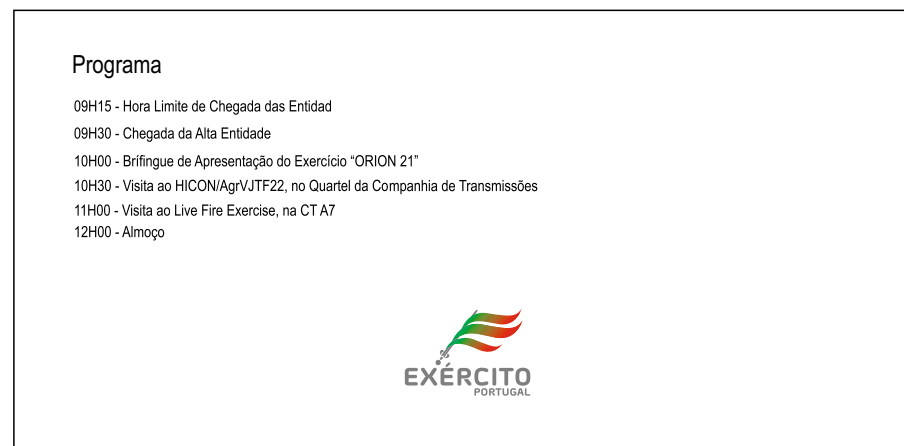 Programa
09H15 - Hora Limite de Chegada das Entidad
09H30 - Chegada da Alta Entidade
10H00 - Brífingue de Apresentação do Exercício “ORION 21”
10H30 - Visita ao HICON/AgrVJTF22, no Quartel da Companhia de Transmissões
11H00 - Visita ao Live Fire Exercise, na CT A7
12H00 - Almoço
EXÉRCITO
PORTUGAL